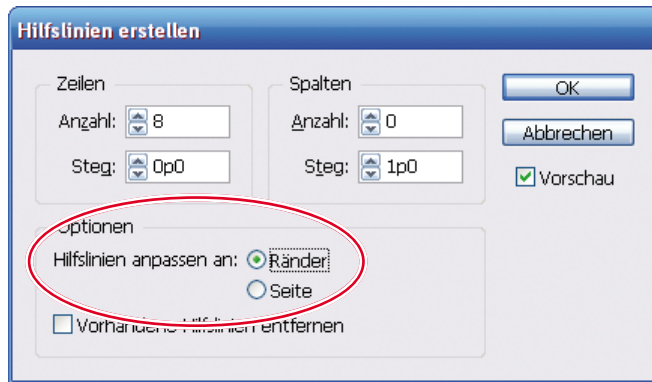 Hilfslinien erstellen
Zeilen
Anzahl: 8
Steg: 0p0
Spalten
Anzahl: 0
Steg: 1p0
OK
Abbrechen
Vorschau
Optionen
Hilfslinien anpassen an: Ränder
Seite
Vorhandene Hilfslinien entfernen